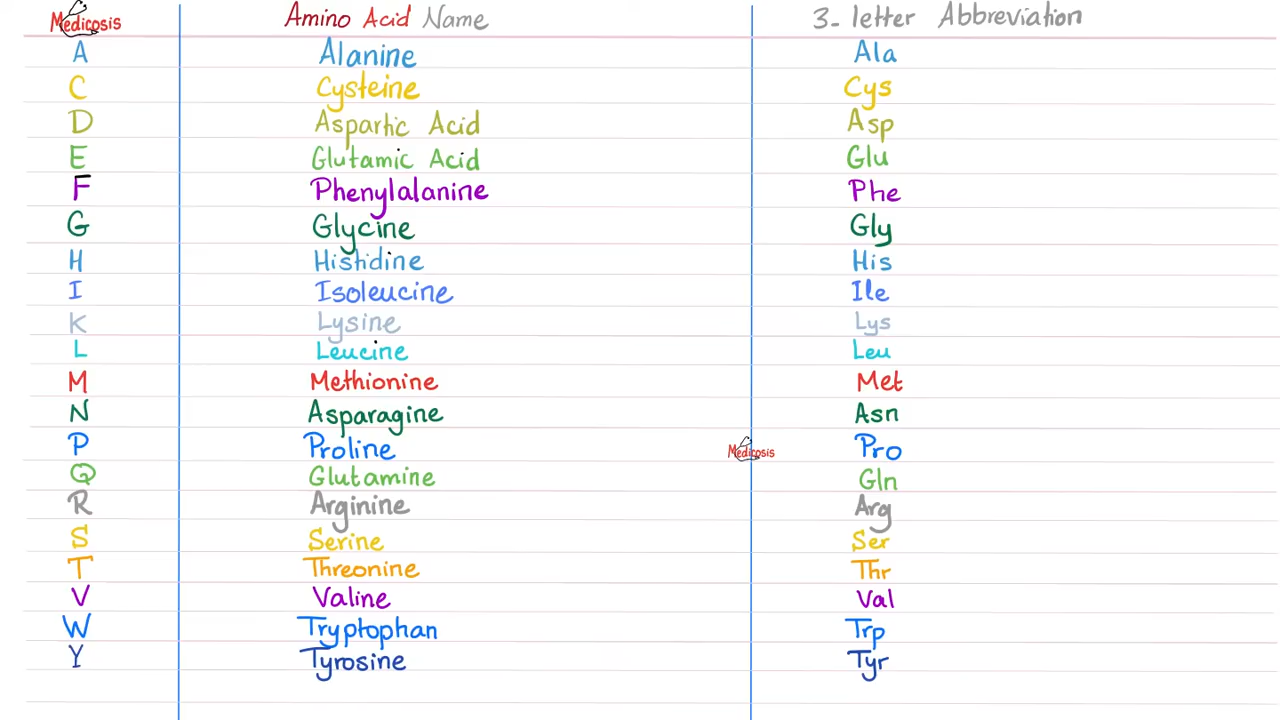 Medicosis Amino Acid Name 3-letter Abbreviation
A Alanine Ala
C Cysteine Cys
D Aspartic Acid Asp
E Glutamic Acid Glu
F Phenylalanine Phe
G Glycine Gly
H Histidine His
I Isoleucine Ile
K Lysine Lys
L Leucine Leu
M Methionine Met
N Asparagine Asn
P Proline Medicosis Pro
Q Glutamine Gln
R Arginine Arg
S Serine Ser
T Threonine Thr
V Valine Val
W Tryptophan Trp
Y Tyrosine Tyr